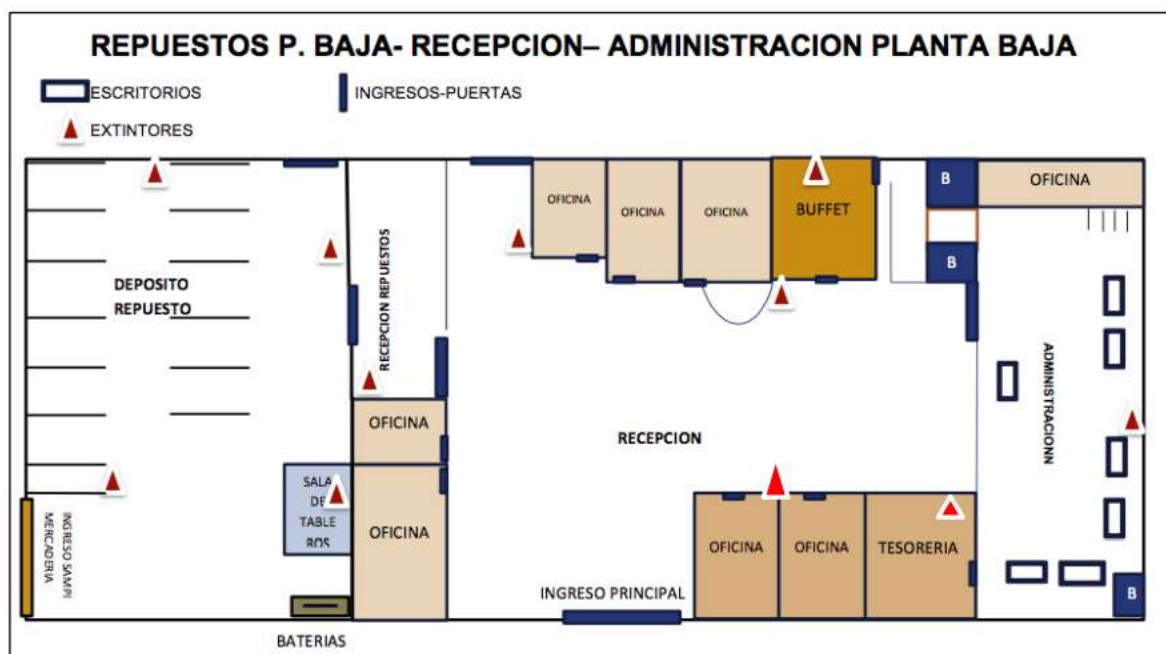 REPUESTOS P. BAJA- RECEPCION– ADMINISTRACION PLANTA BAJA
ESCRITORIOS
INGRESOS-PUERTAS
EXTINTORES
B
OFICINA
OFICINA
OFICINA
OFICINA
BUFFET
B
DEPOSITO
REPUESTO
RECEPCION REPUESTOS
ADMINISTRACIONN
OFICINA
RECEPCION
SALA
DE
TABLE
ROS
OFICINA
INGRESO SAMPI
MERCADERIA
OFICINA
OFICINA
TESORERIA
INGRESO PRINCIPAL
B
BATERIAS